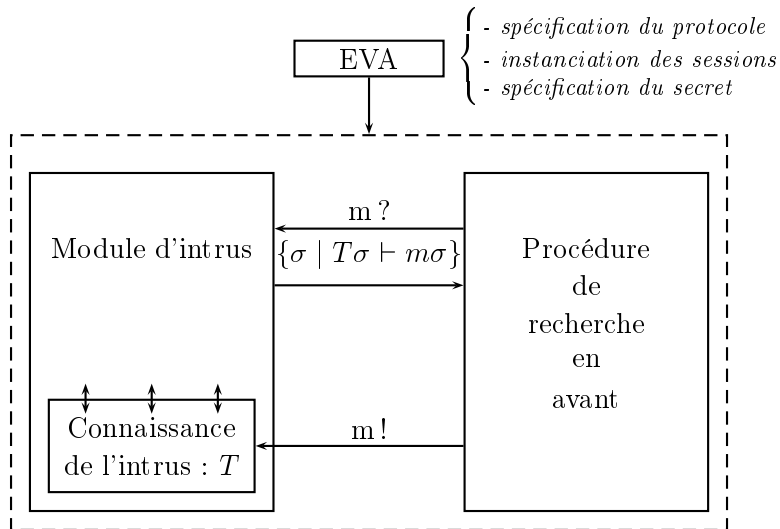 EVA
- spécification du protocole
- instanciation des sessions
- spécification du secret
m ?
Module d'intrus
{σ | Tσ ⊢ mσ}
Procédure
de
recherche
en
avant
Connaissance
de l'intrus : T
m !